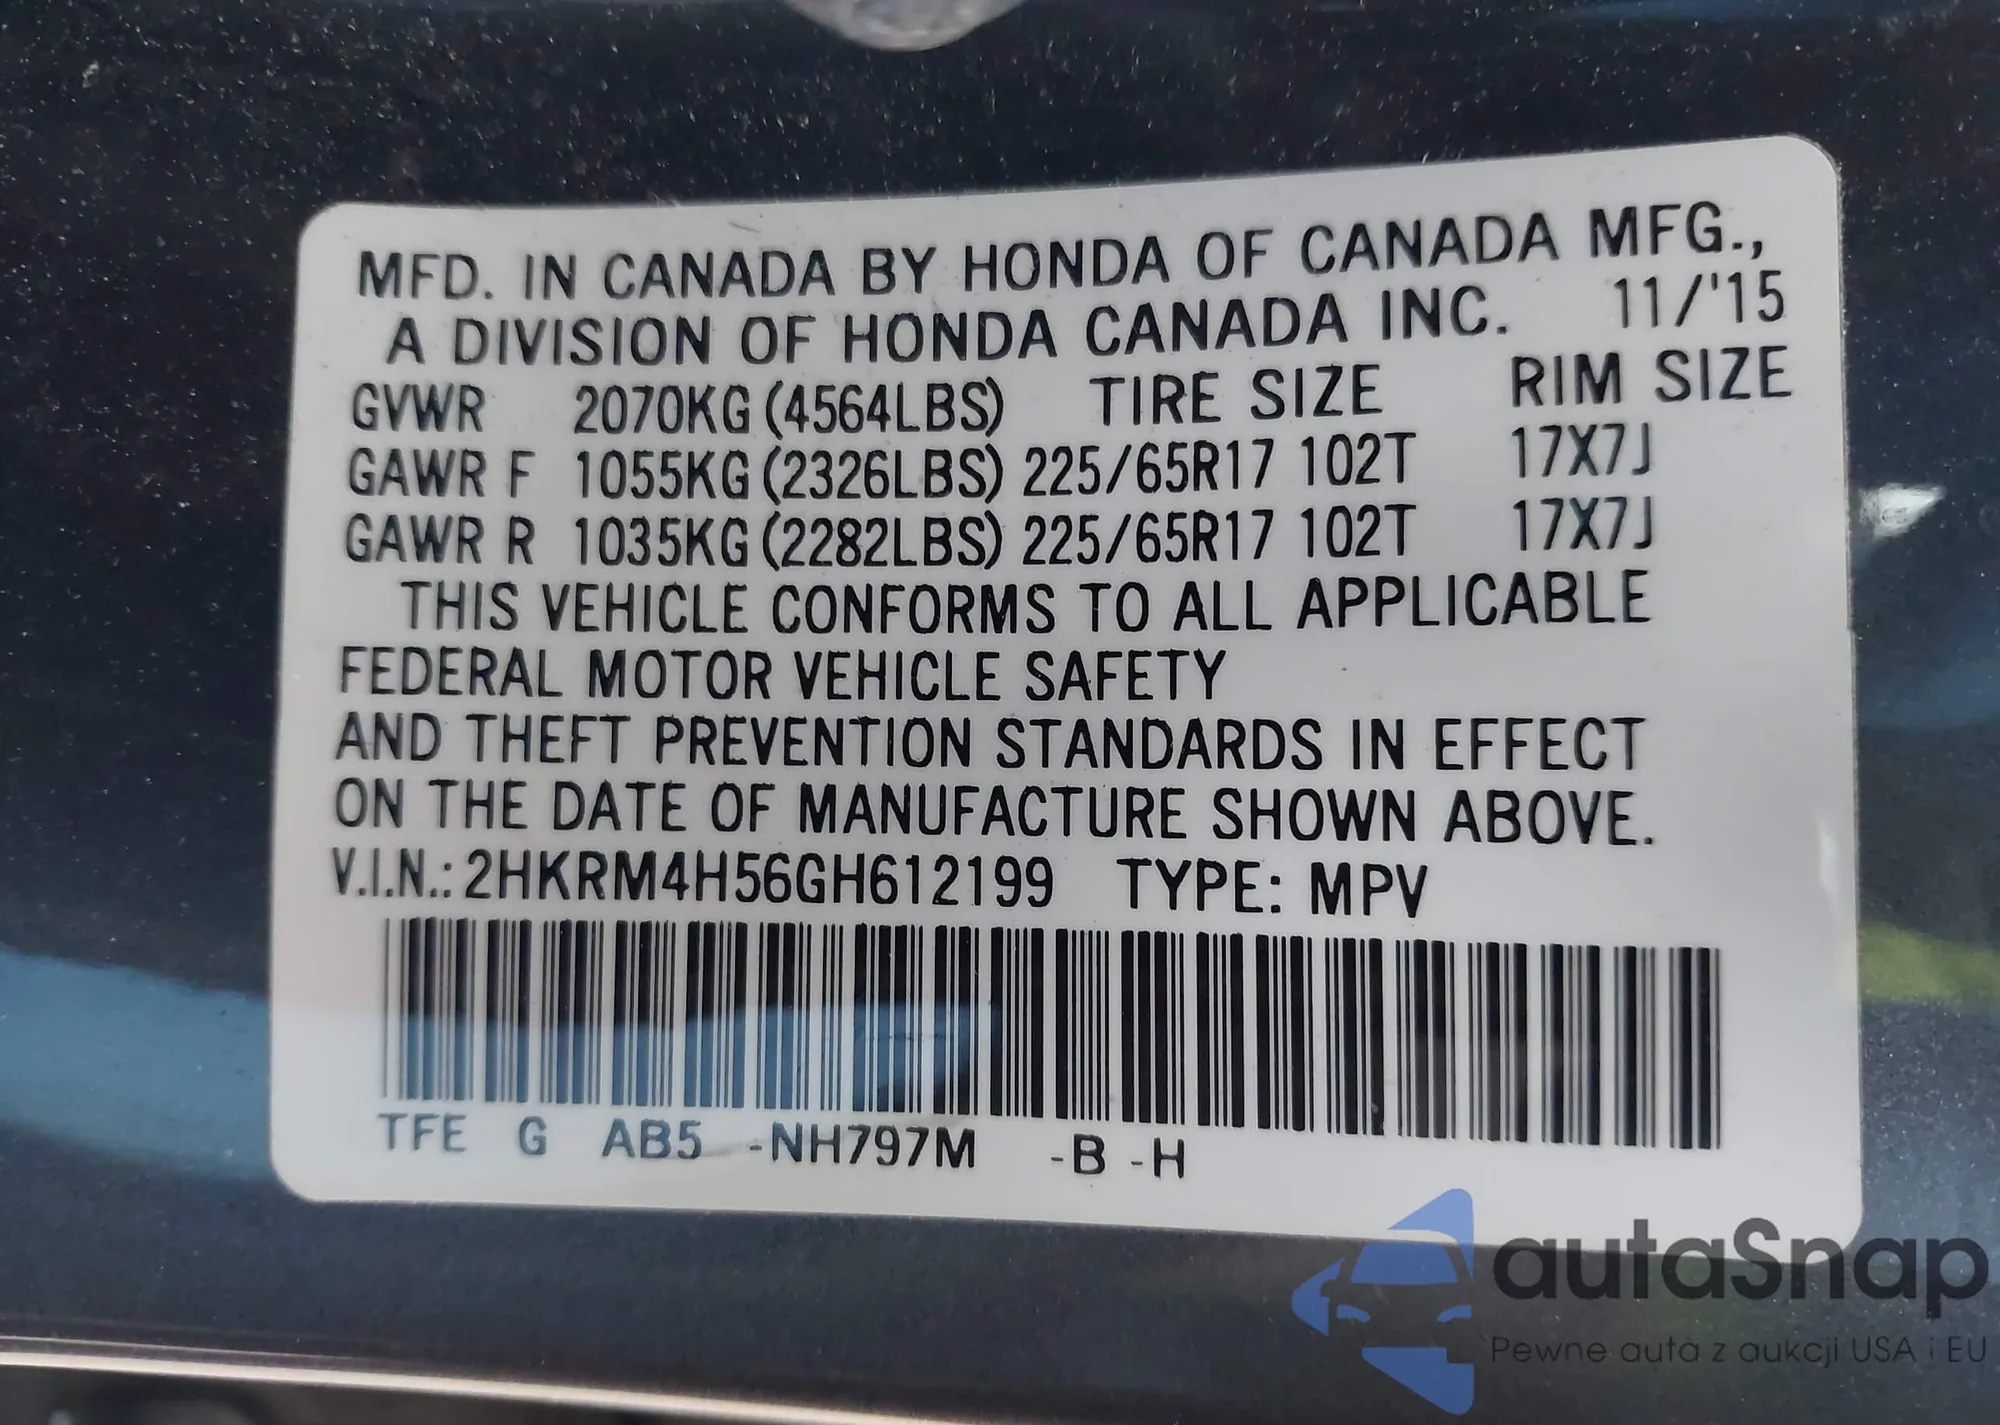 MFD. IN CANADA BY HONDA OF CANADA MFG.,
A DIVISION OF HONDA CANADA INC. 11/'15
GVWR 2070KG (4564LBS) TIRE SIZE RIM SIZE
GAWR F 1055KG (2326LBS) 225/65R17 102T 17X7J
GAWR R 1035KG (2282LBS) 225/65R17 102T 17X7J
THIS VEHICLE CONFORMS TO ALL APPLICABLE
FEDERAL MOTOR VEHICLE SAFETY
AND THEFT PREVENTION STANDARDS IN EFFECT
ON THE DATE OF MANUFACTURE SHOWN ABOVE.
V.I.N.: 2HKRM4H56GH612199 TYPE: MPV
TFE G AB5 -NH797M -B -H
autaSnap
Pewne auta z aukcji USA i EU